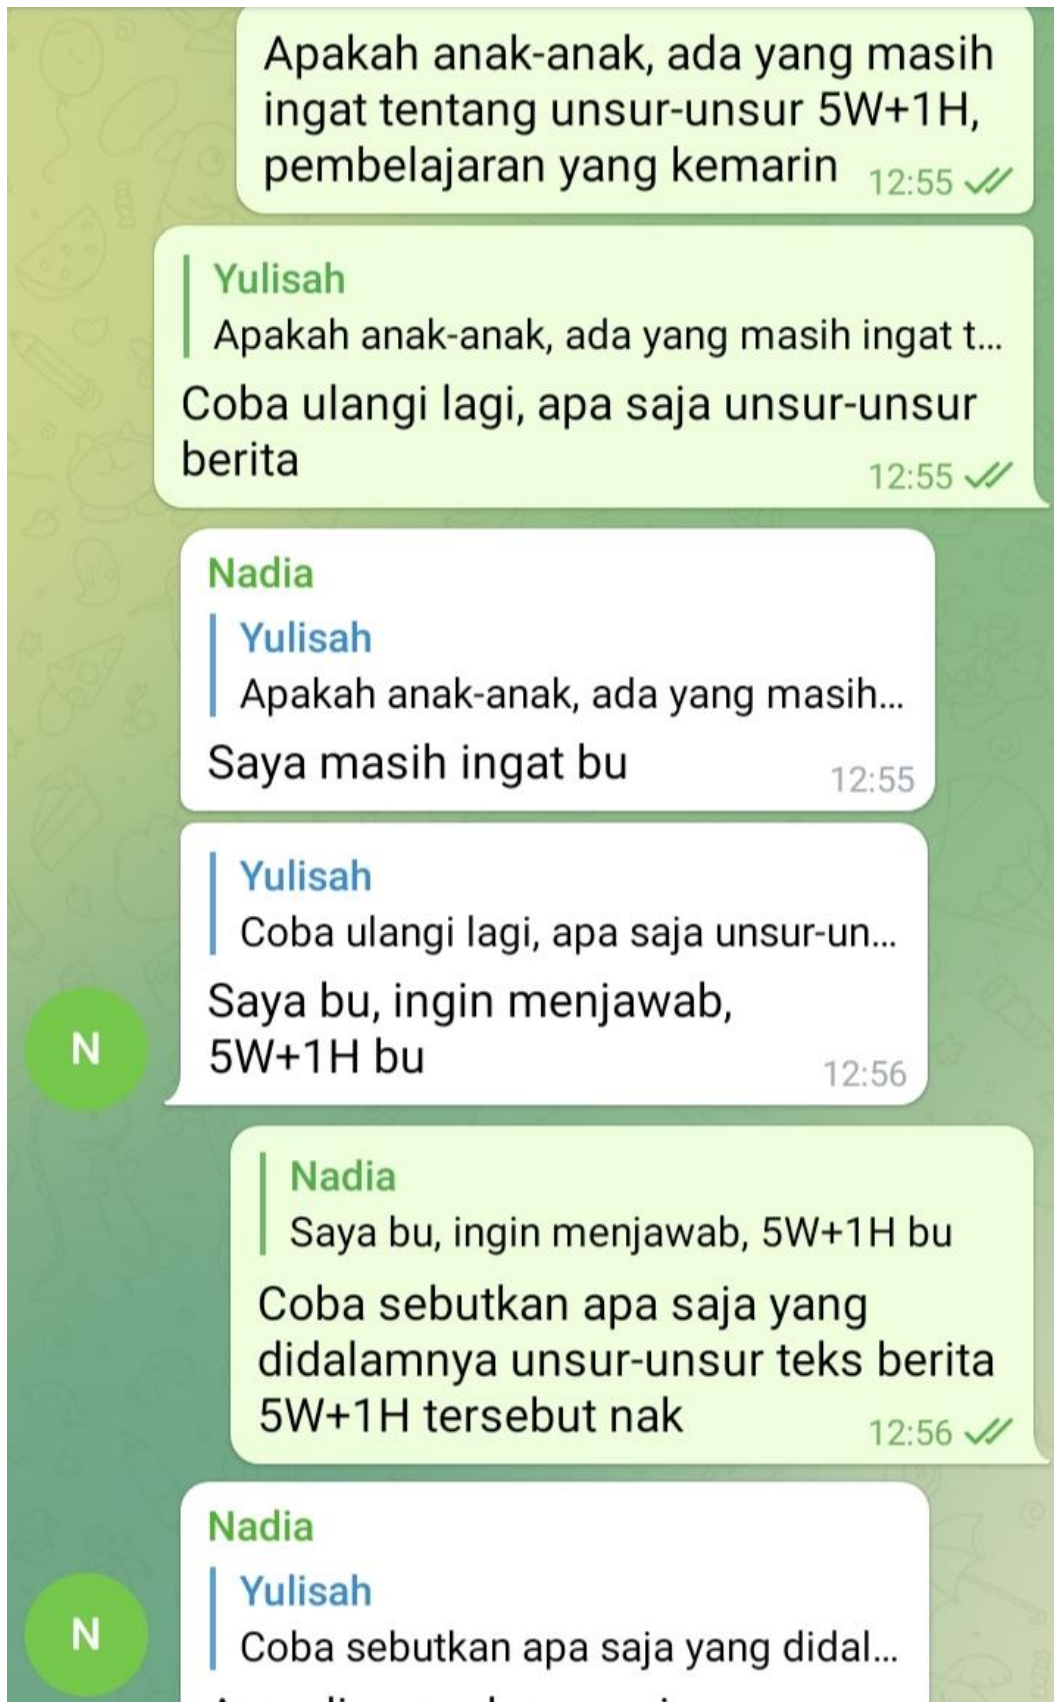 Apakah anak-anak, ada yang masih
ingat tentang unsur-unsur 5W+1H,
pembelajaran yang kemarin 12:55
Yulisah
Apakah anak-anak, ada yang masih ingat t...
Coba ulangi lagi, apa saja unsur-unsur
berita
12:55
Nadia
Yulisah
Apakah anak-anak, ada yang masih...
Saya masih ingat bu
12:55
Yulisah
Coba ulangi lagi, apa saja unsur-un...
Saya bu, ingin menjawab,
5W+1H bu
12:56
N
Nadia
Saya bu, ingin menjawab, 5W+1H bu
Coba sebutkan apa saja yang
didalamnya unsur-unsur teks berita
5W+1H tersebut nak
12:56
Nadia
Yulisah
Coba sebutkan apa saja yang didal...
N